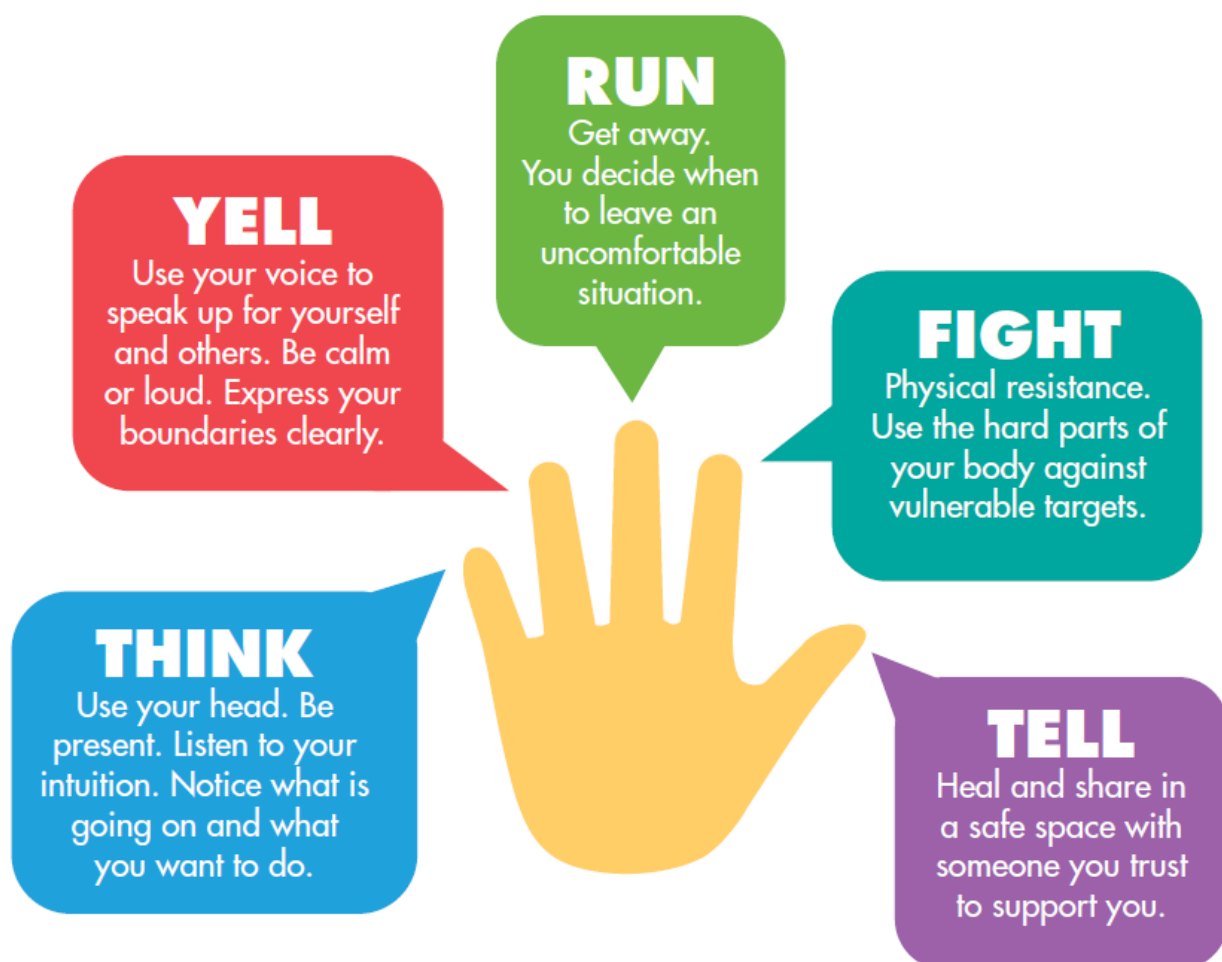 THINK
Use your head. Be
present. Listen to your
intuition. Notice what is
going on and what
you want to do.
YELL
Use your voice to
speak up for yourself
and others. Be calm
or loud. Express your
boundaries clearly.
RUN
Get away.
You decide when
to leave an
uncomfortable
situation.
FIGHT
Physical resistance.
Use the hard parts of
your body against
vulnerable targets.
TELL
Heal and share in
a safe space with
someone you trust
to support you.